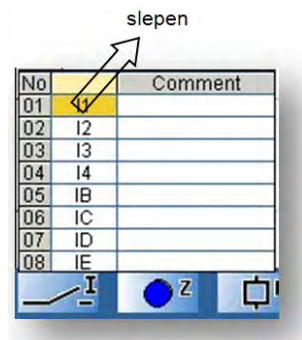 slepen
No Comment
01 I1
02 I2
03 I3
04 I4
05 IB
06 IC
07 ID
08 IE
I Z